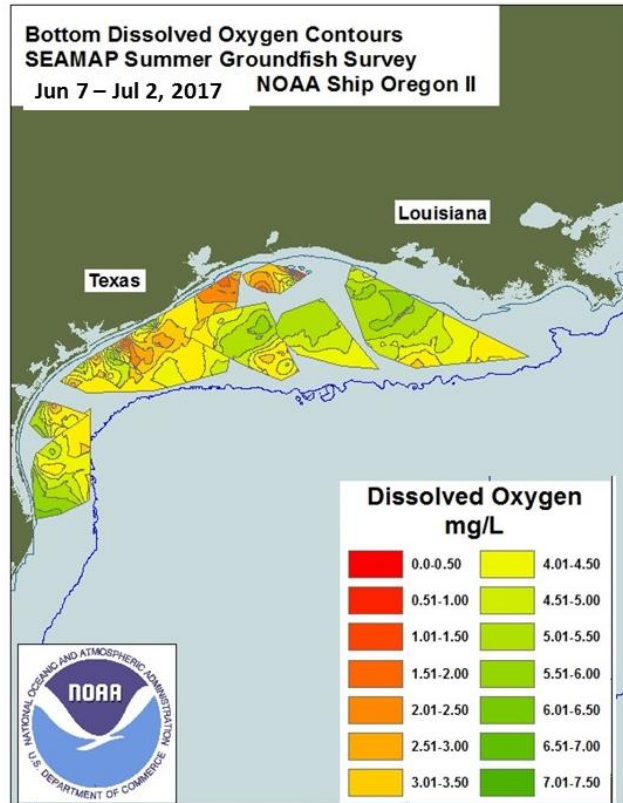 Bottom Dissolved Oxygen Contours
SEAMAP Summer Groundfish Survey
Jun 7 – Jul 2, 2017 NOAA Ship Oregon II
Louisiana
Texas
Dissolved Oxygen
mg/L
0.0-0.50
0.51-1.00
1.01-1.50
1.51-2.00
2.01-2.50
2.51-3.00
3.01-3.50
4.01-4.50
4.51-5.00
5.01-5.50
5.51-6.00
6.01-6.50
6.51-7.00
7.01-7.50
NATIONAL OCEANIC AND ATMOSPHERIC ADMINISTRATION
NOAA
U.S. DEPARTMENT OF COMMERCE